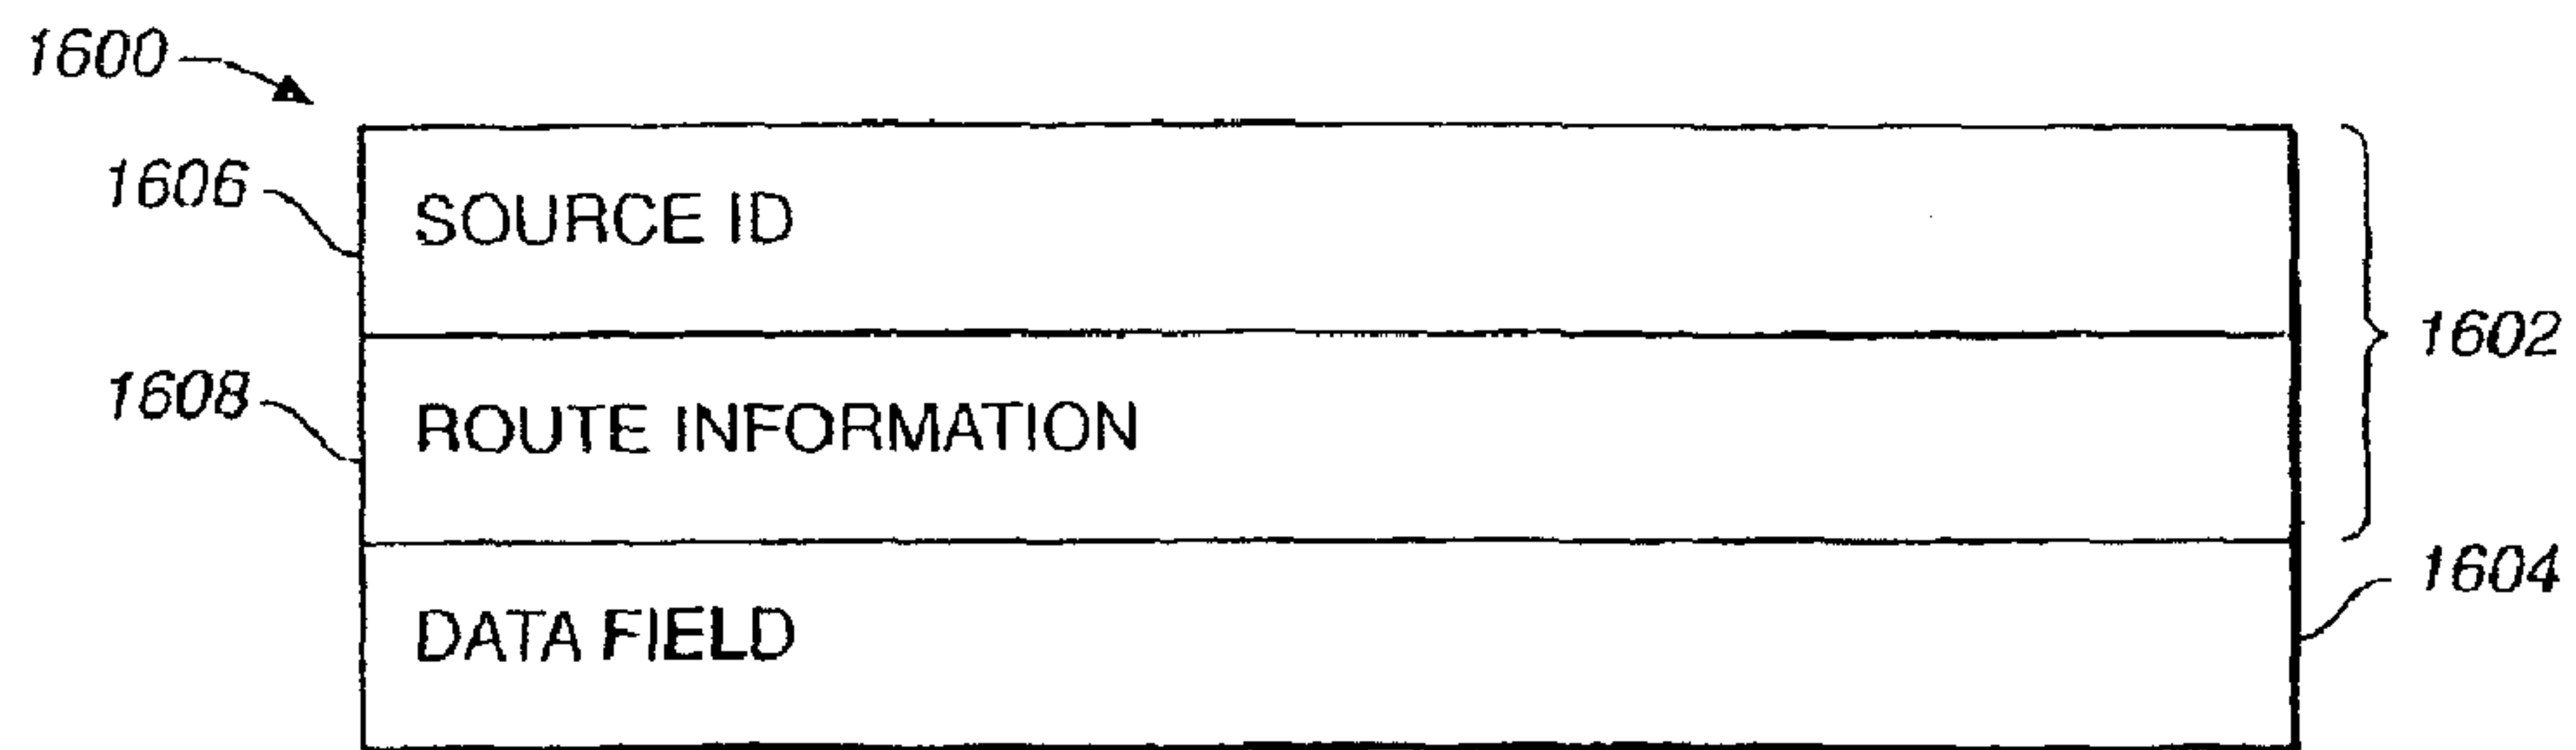 1600
1606
SOURCE ID
1602
1608
ROUTE INFORMATION
1604
DATA FIELD